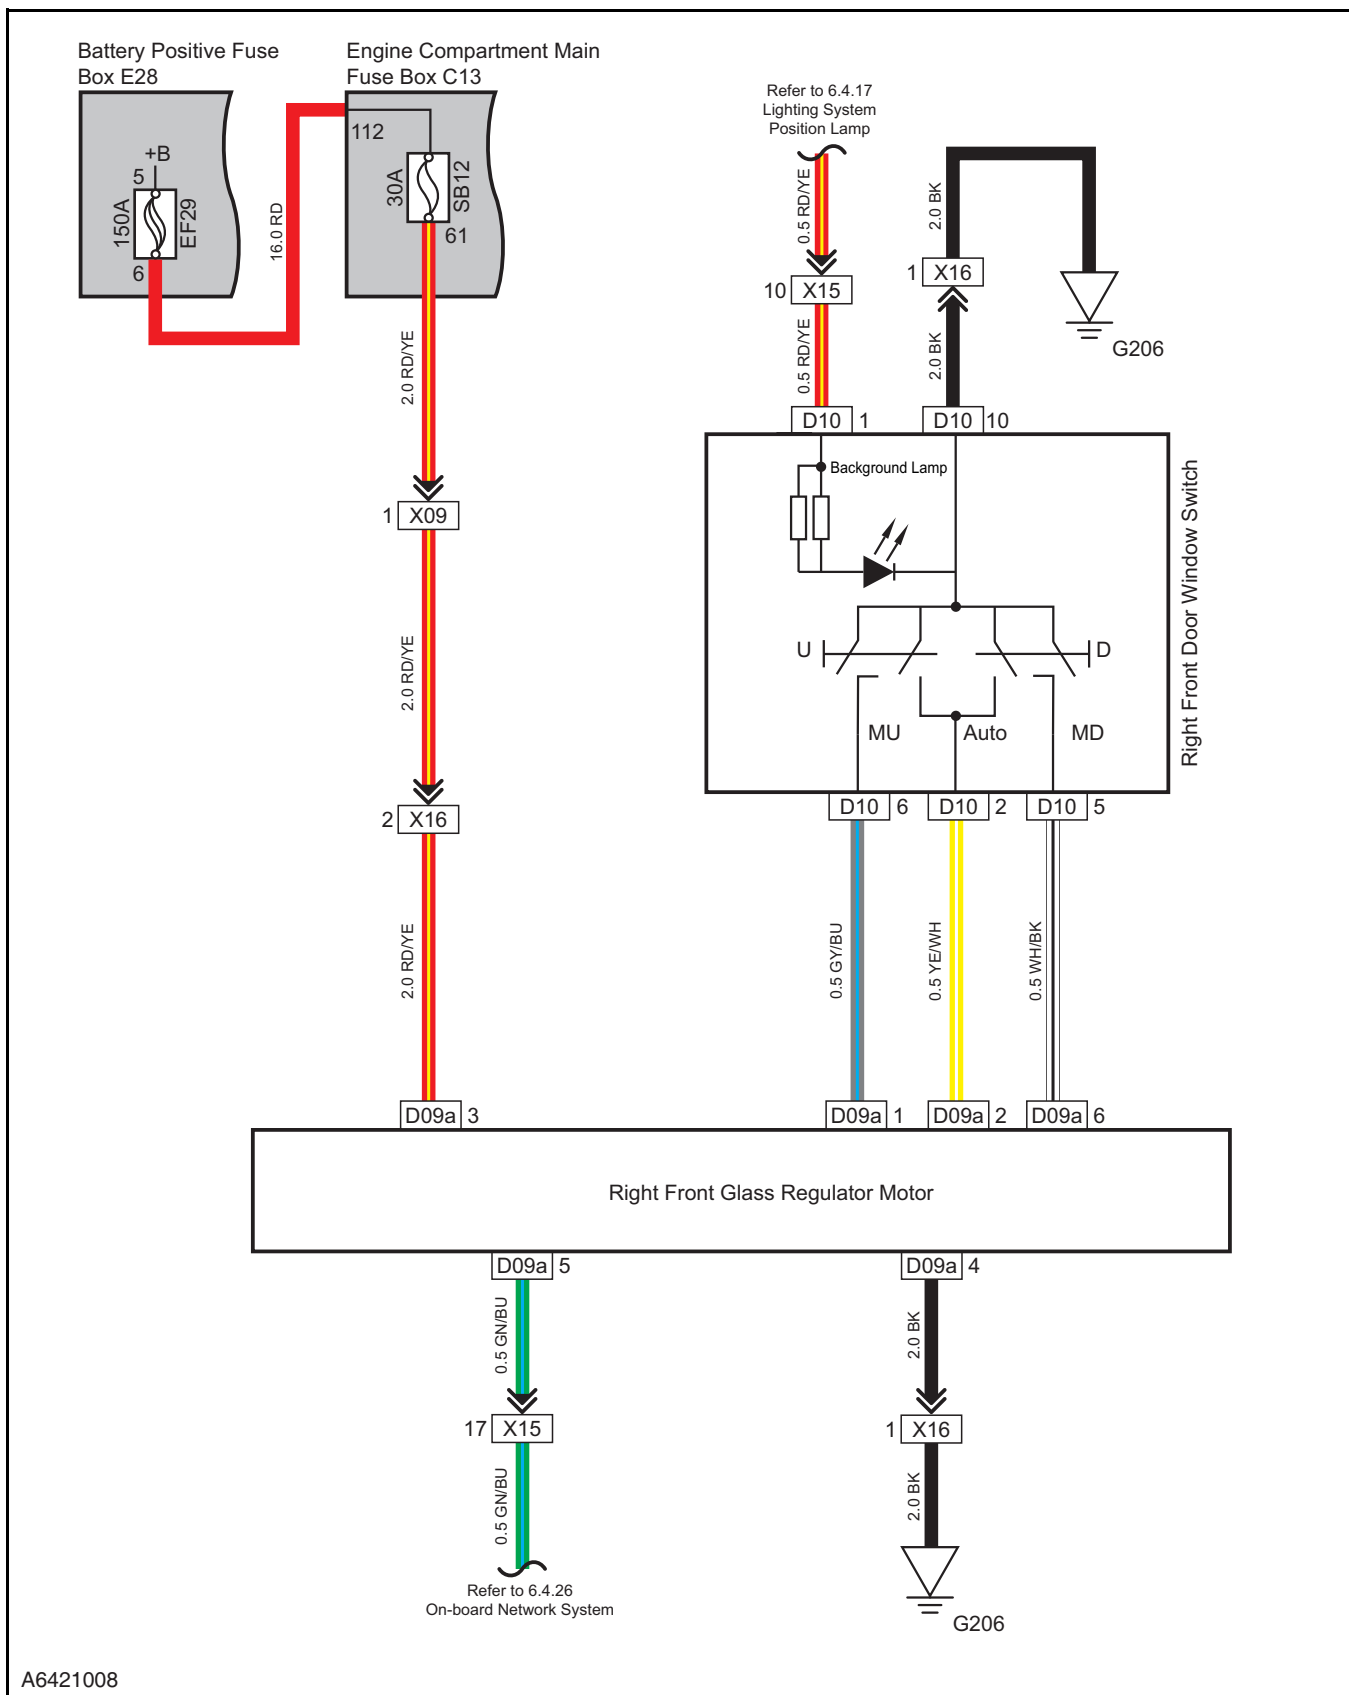 Battery Positive Fuse
Box E28
Engine Compartment Main
Fuse Box C13
Refer to 6.4.17
Lighting System
Position Lamp
112
+B
5
150A
EF29
6
16.0 RD
30A
SB12
61
0.5 RD/YE
2.0 BK
10 X15
1 X16
G206
2.0 RD/YE
0.5 RD/YE
2.0 BK
D10 1
D10 10
Background Lamp
Right Front Door Window Switch
1 X09
U
D
MU
Auto
MD
2.0 RD/YE
2 X16
D10 6
D10 2
D10 5
2.0 RD/YE
0.5 GY/BU
0.5 YE/WH
0.5 WH/BK
D09a 3
D09a 1
D09a 2
D09a 6
Right Front Glass Regulator Motor
D09a 5
D09a 4
0.5 GN/BU
2.0 BK
17 X15
1 X16
0.5 GN/BU
2.0 BK
Refer to 6.4.26
On-board Network System
G206
A6421008